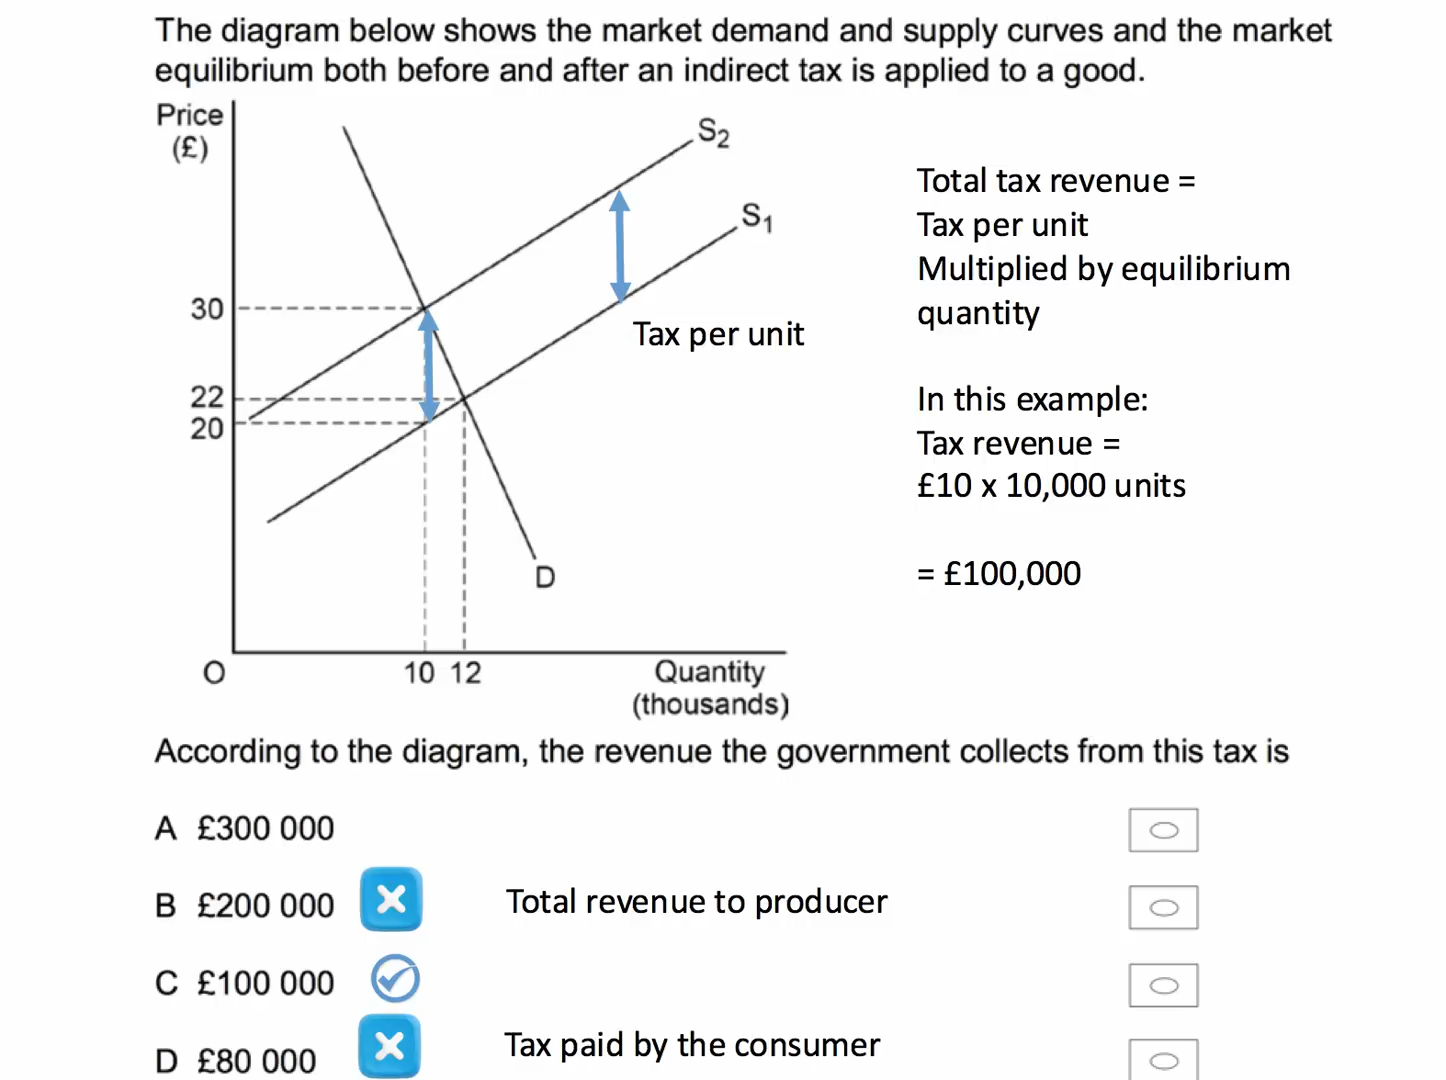 The diagram below shows the market demand and supply curves and the market
equilibrium both before and after an indirect tax is applied to a good.
Price
(£)
S2
S1
Total tax revenue =
Tax per unit
Multiplied by equilibrium
quantity
30
Tax per unit
22
20
In this example:
Tax revenue =
£10 x 10,000 units
= £100,000
D
O
10 12
Quantity
(thousands)
According to the diagram, the revenue the government collects from this tax is
A £300 000
B £200 000 Total revenue to producer
C £100 000
D £80 000 Tax paid by the consumer